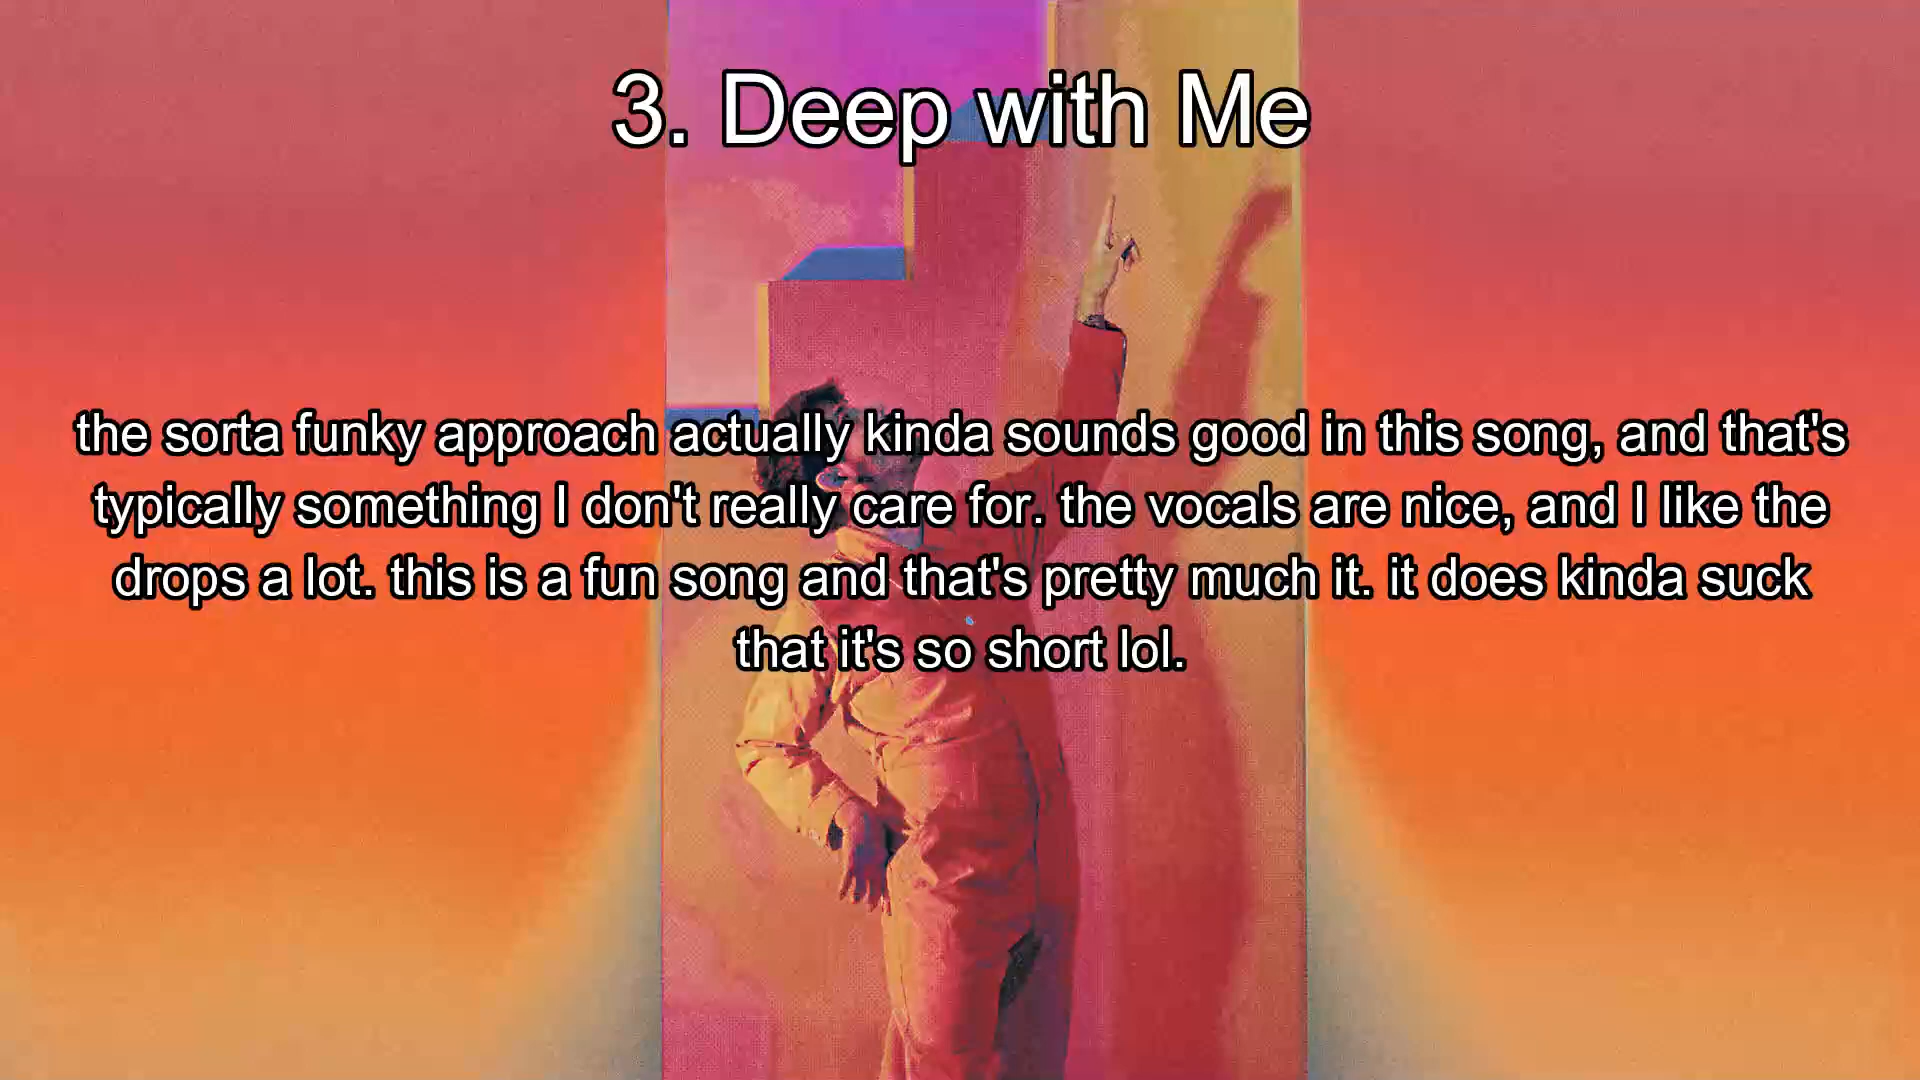 3. Deep with Me
the sorta funky approach actually kinda sounds good in this song, and that's
typically something I don't really care for. the vocals are nice, and I like the
drops a lot. this is a fun song and that's pretty much it. it does kinda suck
that it's so short lol.